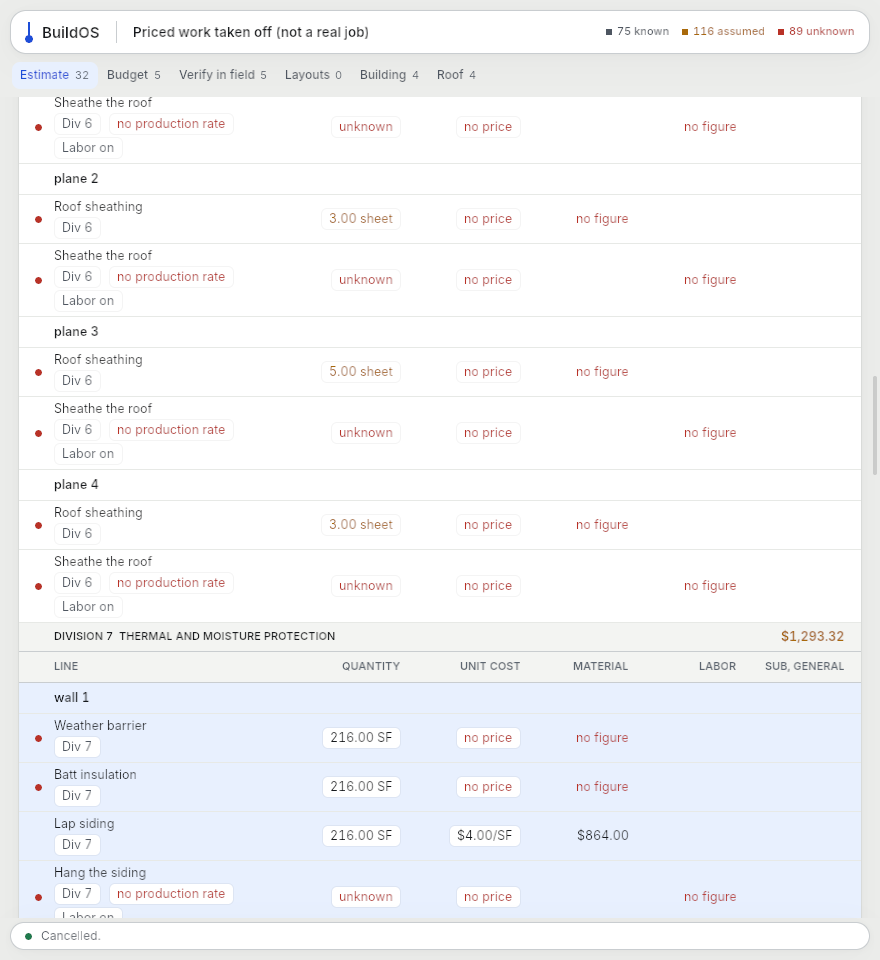 BuildOS
Priced work taken off (not a real job)
75 known 116 assumed 89 unknown
Estimate 32 Budget 5 Verify in field 5 Layouts 0 Building 4 Roof 4
Sheathe the roof
Div 6 no production rate unknown no price no figure
Labor on
plane 2
Roof sheathing
Div 6 3.00 sheet no price no figure
Sheathe the roof
Div 6 no production rate unknown no price no figure
Labor on
plane 3
Roof sheathing
Div 6 5.00 sheet no price no figure
Sheathe the roof
Div 6 no production rate unknown no price no figure
Labor on
plane 4
Roof sheathing
Div 6 3.00 sheet no price no figure
Sheathe the roof
Div 6 no production rate unknown no price no figure
Labor on
DIVISION 7 THERMAL AND MOISTURE PROTECTION $1,293.32
LINE QUANTITY UNIT COST MATERIAL LABOR SUB, GENERAL
wall 1
Weather barrier
Div 7 216.00 SF no price no figure
Batt insulation
Div 7 216.00 SF no price no figure
Lap siding
Div 7 216.00 SF $4.00/SF $864.00
Hang the siding
Div 7 no production rate unknown no price no figure
Labor on
Cancelled.